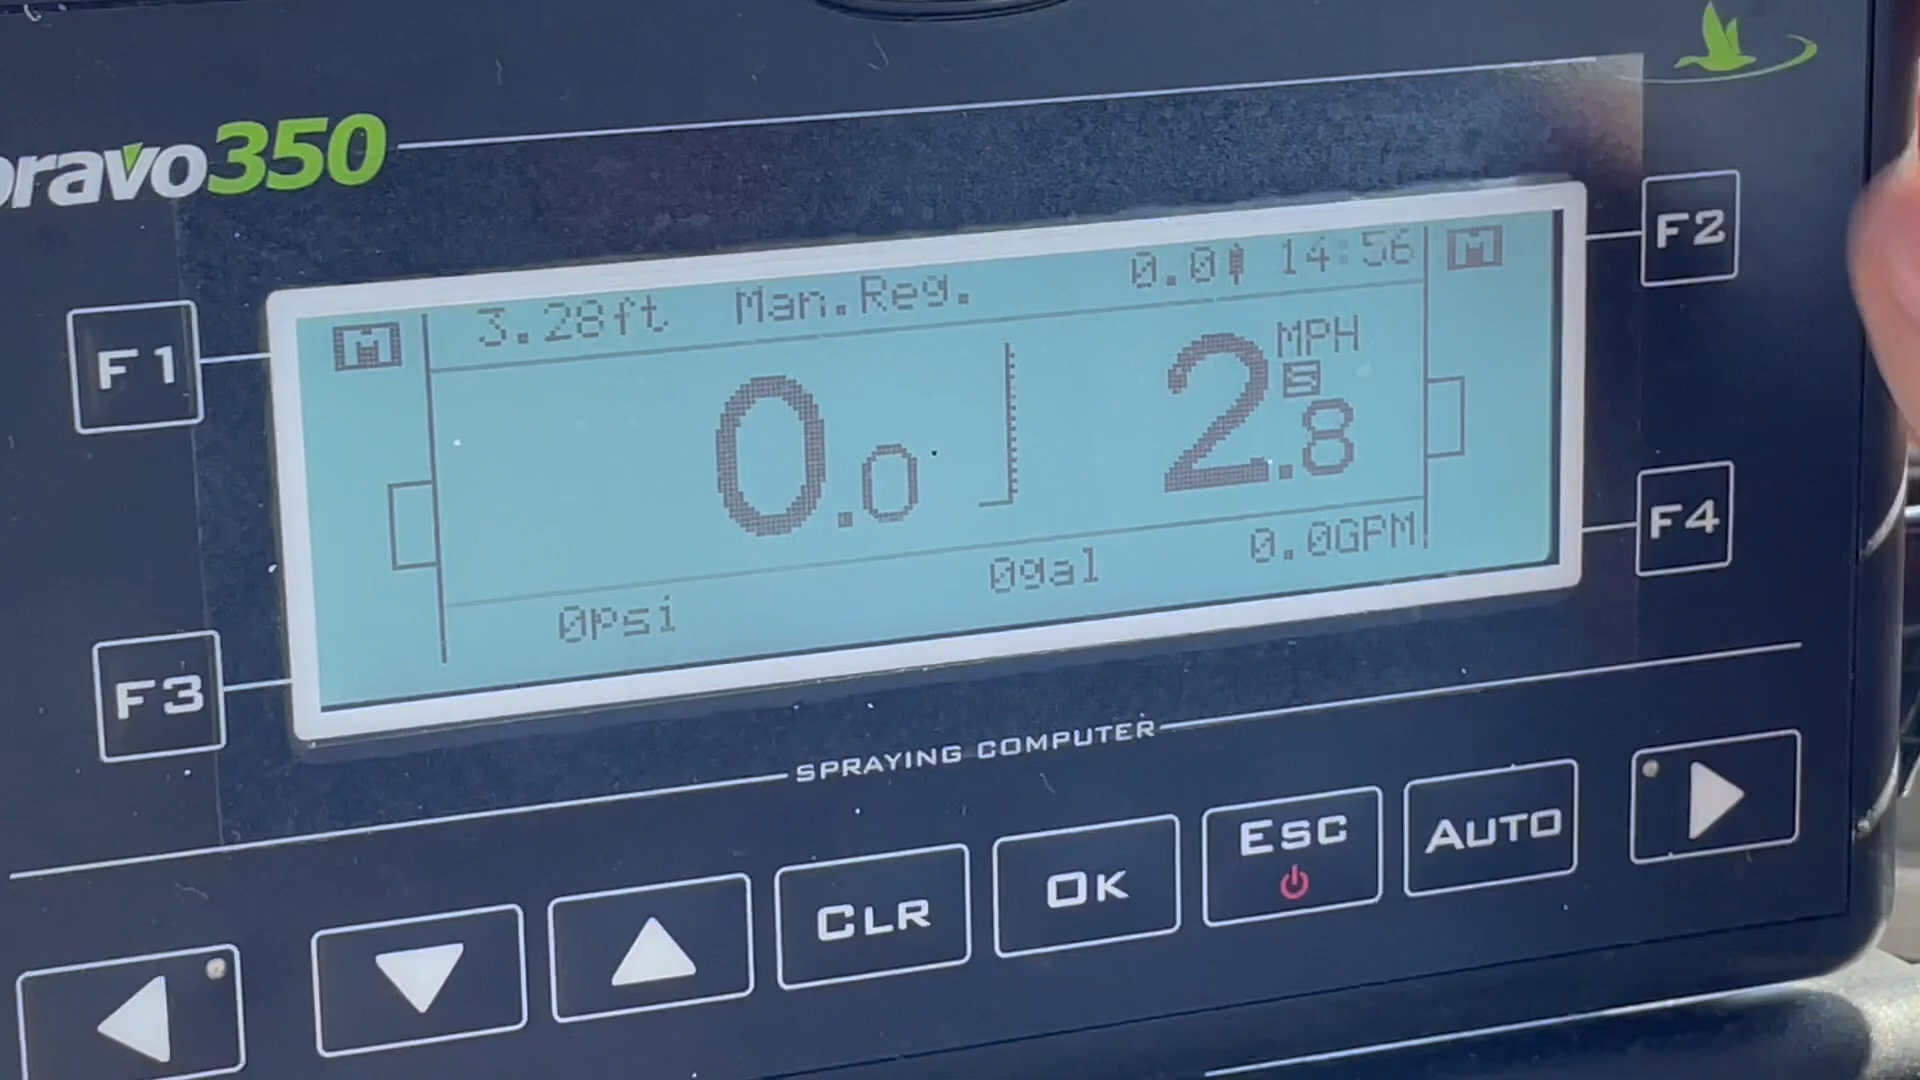 bravo350
F1
F2
M
3.28ft Man.Reg. 0.0 14:56
M
0.0
2.8
MPH
S
0psi
0gal
0.0GPM
F3
F4
SPRAYING COMPUTER
CLR
OK
ESC
AUTO